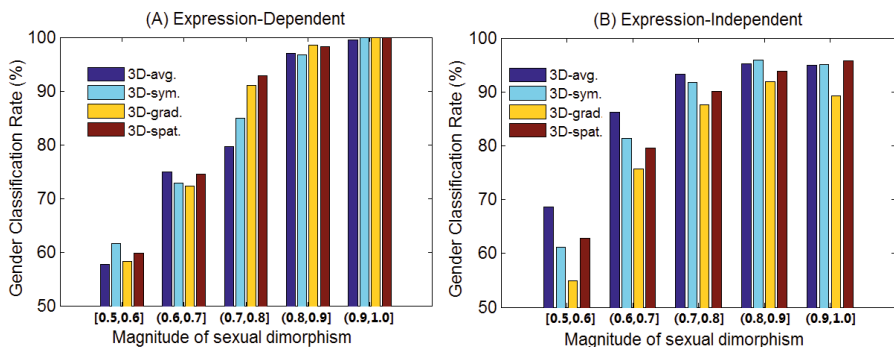 (A) Expression-Dependent
Gender Classification Rate (%)
100
90
80
70
60
50
3D-avg.
3D-sym.
3D-grad.
3D-spat.
[0.5,0.6] (0.6,0.7] (0.7,0.8] (0.8,0.9] (0.9,1.0]
Magnitude of sexual dimorphism
(B) Expression-Independent
Gender Classification Rate (%)
100
90
80
70
60
50
3D-avg.
3D-sym.
3D-grad.
3D-spat.
[0.5,0.6] (0.6,0.7] (0.7,0.8] (0.8,0.9] (0.9,1.0]
Magnitude of sexual dimorphism